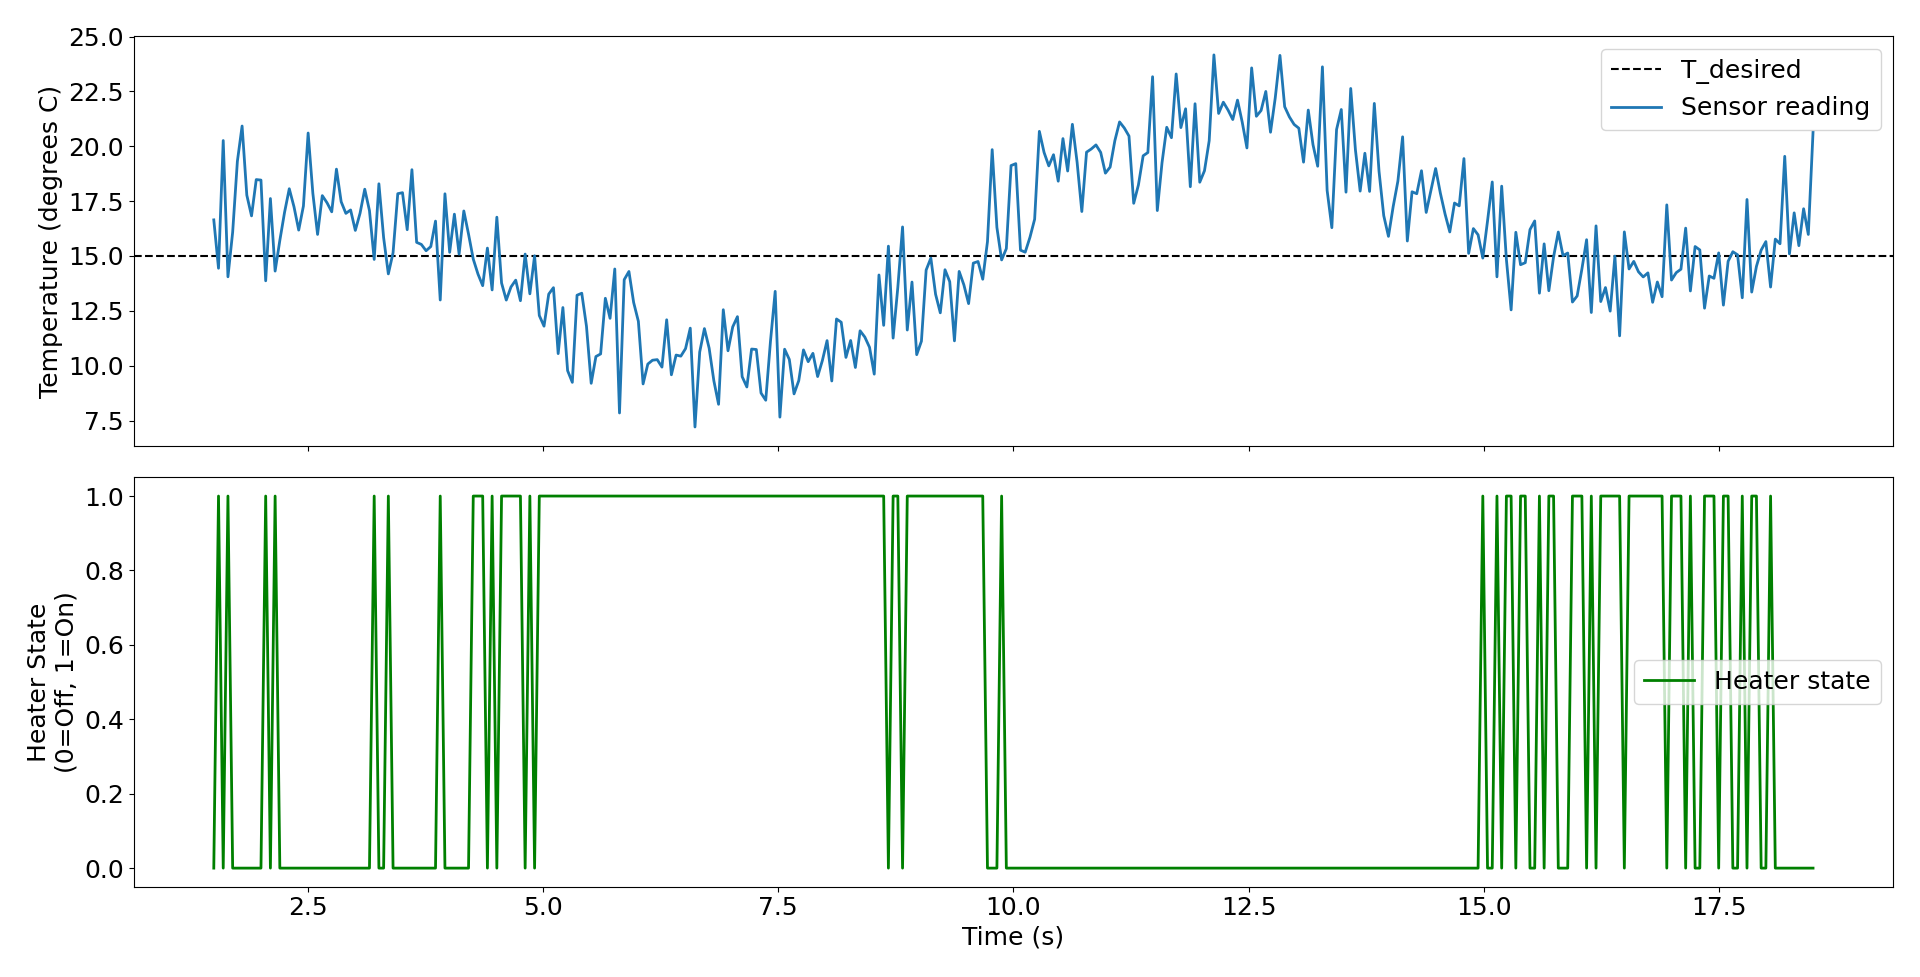 25.0
22.5
20.0
17.5
15.0
12.5
10.0
7.5
Temperature (degrees C)
T_desired
Sensor reading
1.0
0.8
0.6
0.4
0.2
0.0
Heater State
(0=Off, 1=On)
Heater state
2.5 5.0 7.5 10.0 12.5 15.0 17.5
Time (s)